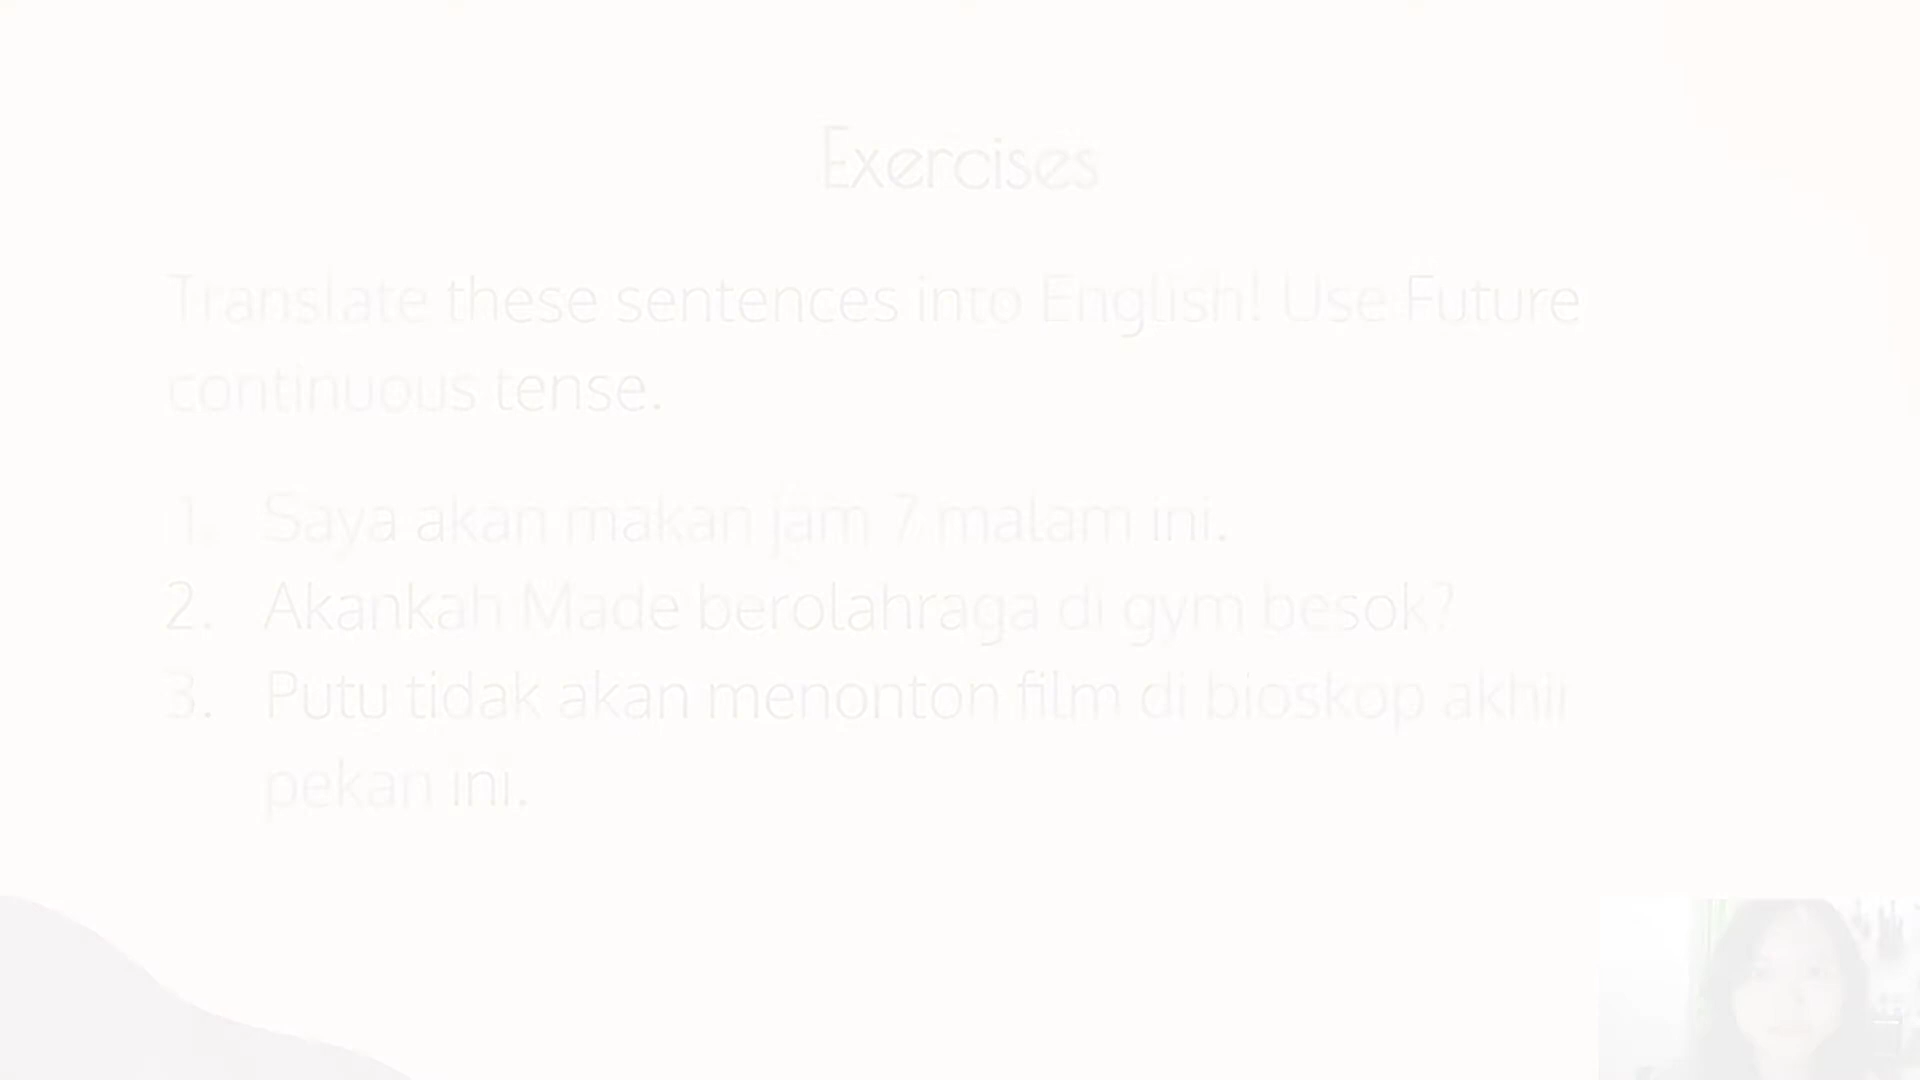 Exercises
Translate these sentences into English! Use Future
continuous tense.
1. Saya akan makan jam 7 malam ini.
2. Akankah Made berolahraga di gym besok?
3. Putu tidak akan menonton film di bioskop akhir
pekan ini.